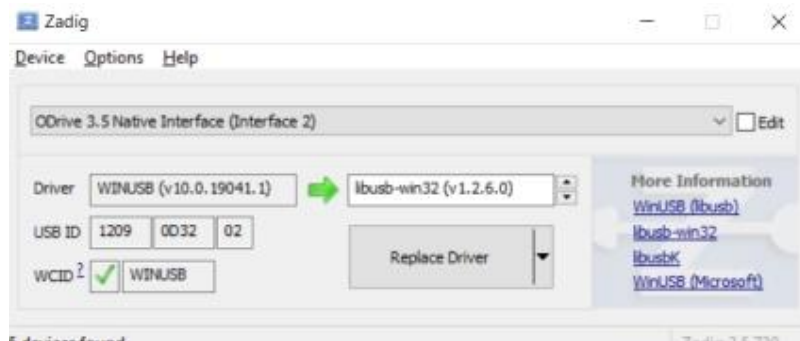 Zadig
Device Options Help
ODrive 3.5 Native Interface (Interface 2)
Edit
Driver WINUSB (v10.0.19041.1) libusb-win32 (v1.2.6.0)
USB ID 1209 0D32 02
WCID ? WINUSB
Replace Driver
More Information
WinUSB (libusb)
libusb-win32
libusbK
WinUSB (Microsoft)
devices found